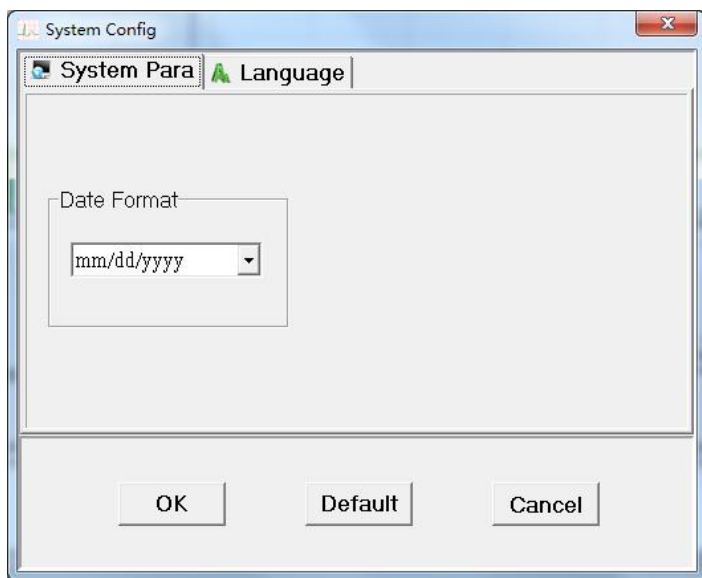 System Config
System Para Language
Date Format
mm/dd/yyyy
OK Default Cancel